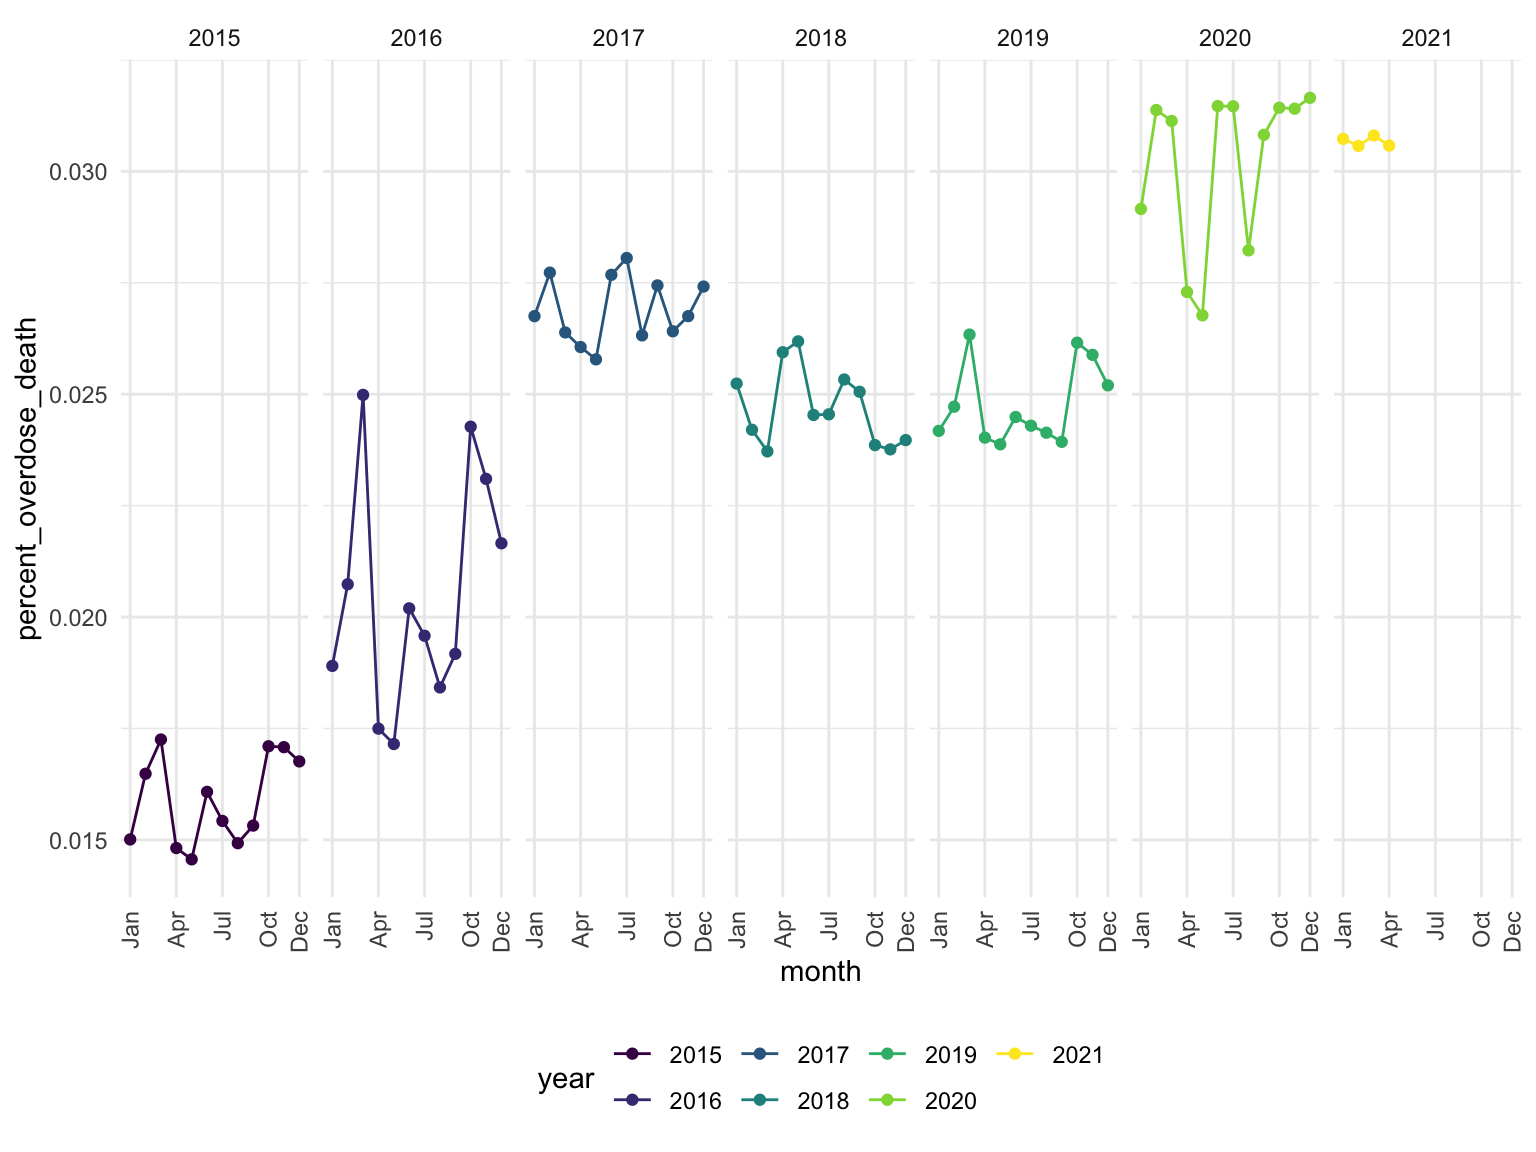 2015 2016 2017 2018 2019 2020 2021
percent_overdose_death
0.030
0.025
0.020
0.015
Jan Apr Jul Oct Dec Jan Apr Jul Oct Dec Jan Apr Jul Oct Dec Jan Apr Jul Oct Dec Jan Apr Jul Oct Dec Jan Apr Jul Oct Dec Jan Apr Jul Oct Dec
month
year
2015 2017 2019 2021
2016 2018 2020